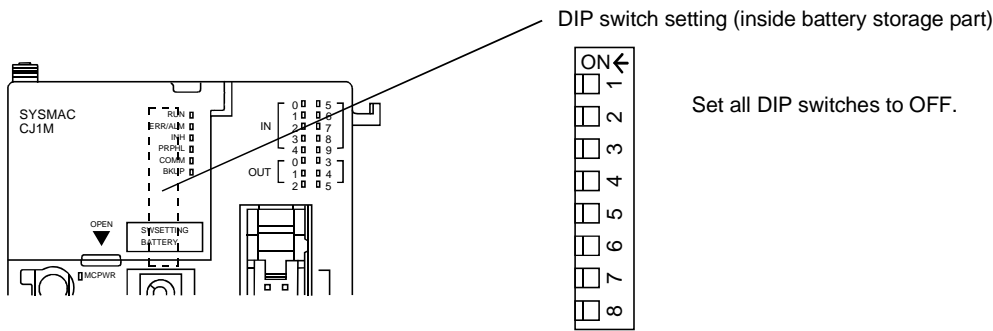 DIP switch setting (inside battery storage part)
ON
1
2
3
4
5
6
7
8
Set all DIP switches to OFF.
SYSMAC
CJ1M
RUN
ERR/ALM
INH
PRPHL
COMM
BKUP
IN
0 5
1 6
2 7
3 8
4 9
OUT
0 3
1 4
2 5
OPEN
SWSETTING
BATTERY
MCPWR